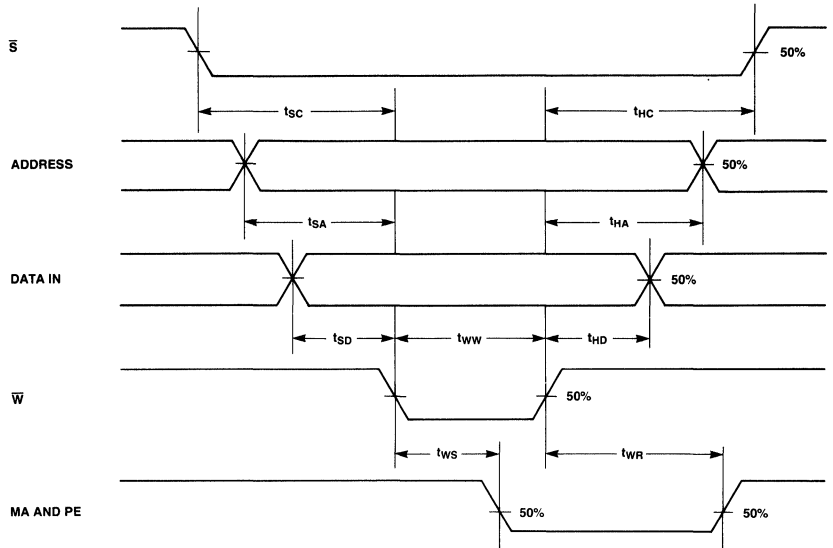 S̅
50%
tSC
tHC
ADDRESS
50%
tSA
tHA
DATA IN
50%
tSD
tWW
tHD
W̅
50%
tWS
tWR
MA AND PE
50%
50%